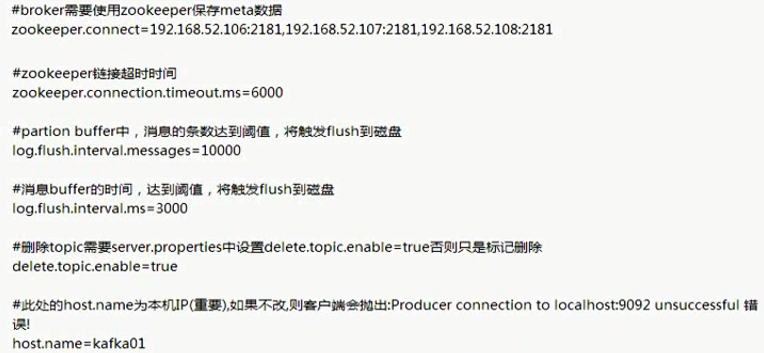 #broker需要使用zookeeper保存meta数据
zookeeper.connect=192.168.52.106:2181,192.168.52.107:2181,192.168.52.108:2181
#zookeeper链接超时时间
zookeeper.connection.timeout.ms=6000
#partion buffer中，消息的条数达到阈值，将触发flush到磁盘
log.flush.interval.messages=10000
#消息buffer的时间，达到阈值，将触发flush到磁盘
log.flush.interval.ms=3000
#删除topic需要server.properties中设置delete.topic.enable=true否则只是标记删除
delete.topic.enable=true
#此处的host.name为本机IP(重要),如果不改,则客户端会抛出:Producer connection to localhost:9092 unsuccessful 错
误!
host.name=kafka01